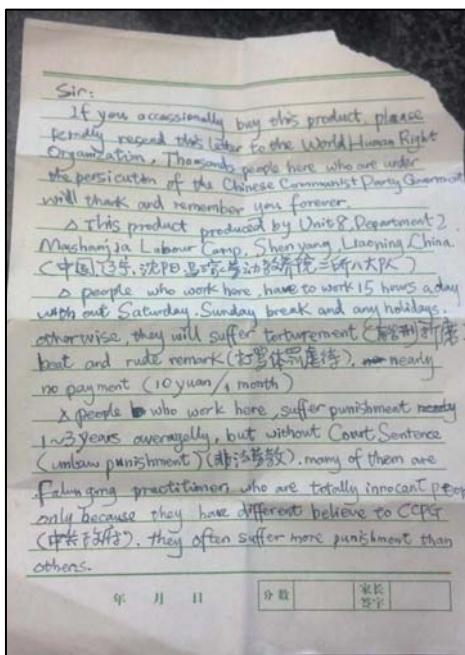 Sir:
If you occassionally buy this product, please
kendly resend this letter to the World Human Right
Organization, Thousands people here who are under
the persicution of the Chinese Communist Party Government
will thank and remember you forever.
△ This product produced by Unit 8, Department 2
Mashanjia Labour Camp, Shenyang, Liaoning, China.
(中国,辽宁,沈阳,马三家劳动教养院二所八大队)
△ people who work here, have to work 15 hours a day
with out Saturday, Sunday break and any holidays,
otherwise, they will suffer torturement (折磨
beat and rude remark (打骂体罚虐待), nearly
no payment (10 yuan/1 month)
△ people who work here, suffer punishment
1~3 years averagelly, but without Court Sentence
(unlaw punishment) (非法劳教), many of them are
Falun gong practitioner, who are totally innocent people
only because they have different believe to CCPG
(中共政府), they often suffer more punishment than
others.
年 月 日
分数
家长
签字